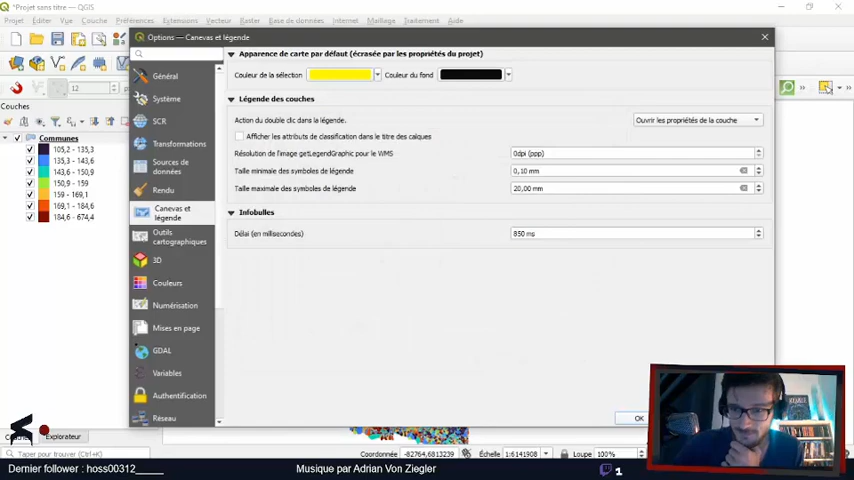 *Projet sans titre — QGIS
Projet Éditer Vue Couche Préférences Extensions Vecteur Raster Base de données Internet Maillage Traitement Aide
Options — Canevas et légende
12
Couches
Communes
105,2 - 135,3
135,3 - 143,6
143,6 - 150,9
150,9 - 159
159 - 169,1
169,1 - 184,6
184,6 - 674,4
Général
Système
SCR
Transformations
Sources de
données
Rendu
Canevas et
légende
Outils
cartographiques
3D
Couleurs
Numérisation
Mises en page
GDAL
Variables
Authentification
Réseau
Apparence de carte par défaut (écrasée par les propriétés du projet)
Couleur de la sélection Couleur du fond
Légende des couches
Action du double clic dans la légende. Ouvrir les propriétés de la couche
Afficher les attributs de classification dans le titre des calques
Résolution de l'image getLegendGraphic pour le WMS 0dpi (ppp)
Taille minimale des symboles de légende 0,10 mm
Taille maximale des symboles de légende 20,00 mm
Infobulles
Délai (en millisecondes) 850 ms
OK
Explorateur
Taper pour trouver (Ctrl+K) Coordonnée -82764,6813239 Échelle 1:6141908 Loupe 100%
Dernier follower : hoss00312_____ Musique par Adrian Von Ziegler 1